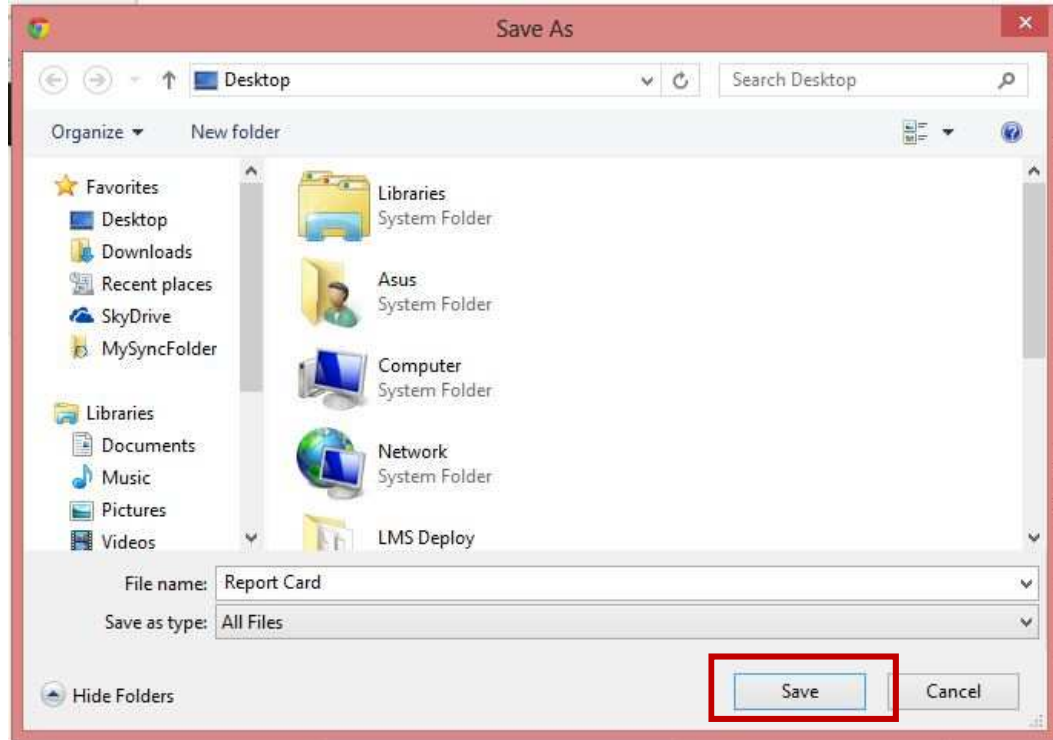 Save As
Desktop
Search Desktop
Organize
New folder
Favorites
Desktop
Downloads
Recent places
SkyDrive
MySyncFolder
Libraries
Documents
Music
Pictures
Videos
Libraries
System Folder
Asus
System Folder
Computer
System Folder
Network
System Folder
LMS Deploy
File name: Report Card
Save as type: All Files
Hide Folders
Save
Cancel